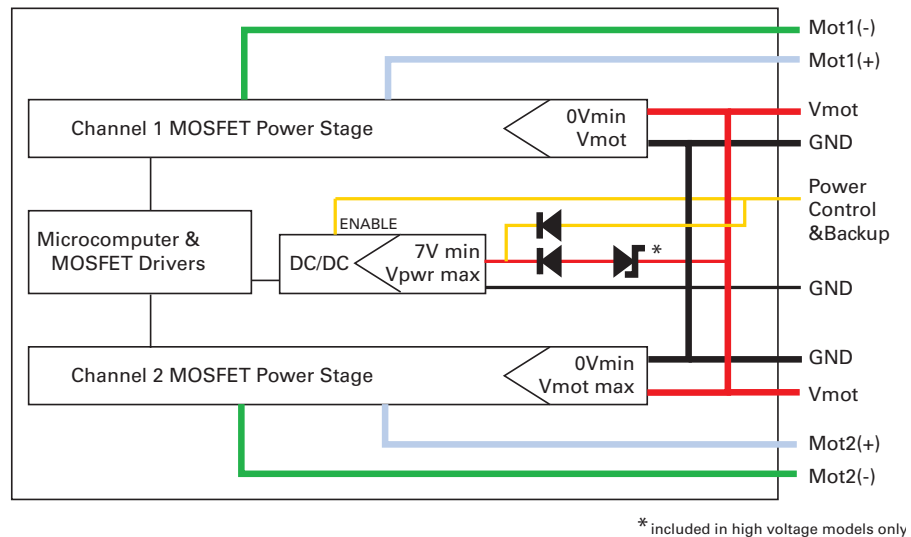 Mot1(-)
Mot1(+)
Channel 1 MOSFET Power Stage
0Vmin
Vmot
Vmot
GND
Power
Control
&Backup
ENABLE
Microcomputer &
MOSFET Drivers
DC/DC
7V min
Vpwr max
*
GND
Channel 2 MOSFET Power Stage
0Vmin
Vmot max
GND
Vmot
Mot2(+)
Mot2(-)
* included in high voltage models only